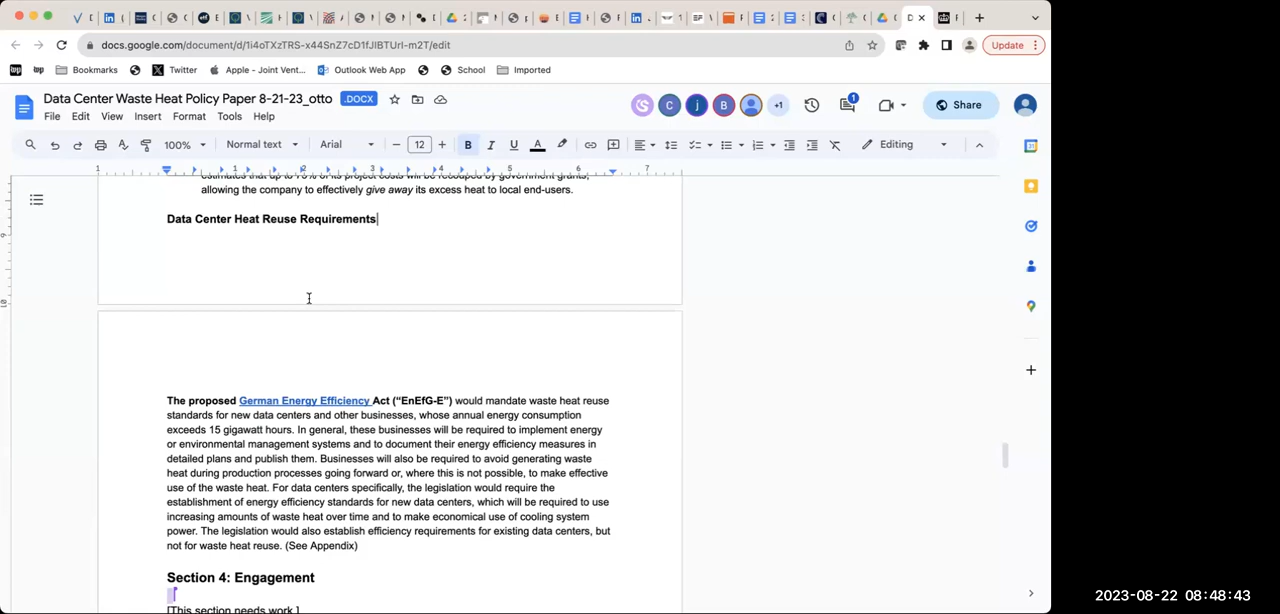 docs.google.com/document/d/1i4oTXzTRS-x44SnZ7cD1fJIBTUrI-m2T/edit
Update
Bookmarks
Twitter
Apple - Joint Vent...
Outlook Web App
School
Imported
Data Center Waste Heat Policy Paper 8-21-23_otto
.DOCX
File Edit View Insert Format Tools Help
C j B +1
1
Share
100% Normal text Arial 12 B I U A Editing
1 1 2 3 4 5 6 7
allowing the company to effectively give away its excess heat to local end-users.
Data Center Heat Reuse Requirements
The proposed German Energy Efficiency Act (“EnEfG-E”) would mandate waste heat reuse
standards for new data centers and other businesses, whose annual energy consumption
exceeds 15 gigawatt hours. In general, these businesses will be required to implement energy
or environmental management systems and to document their energy efficiency measures in
detailed plans and publish them. Businesses will also be required to avoid generating waste
heat during production processes going forward or, where this is not possible, to make effective
use of the waste heat. For data centers specifically, the legislation would require the
establishment of energy efficiency standards for new data centers, which will be required to use
increasing amounts of waste heat over time and to make economical use of cooling system
power. The legislation would also establish efficiency requirements for existing data centers, but
not for waste heat reuse. (See Appendix)
Section 4: Engagement
[This section needs work.]
2023-08-22 08:48:43